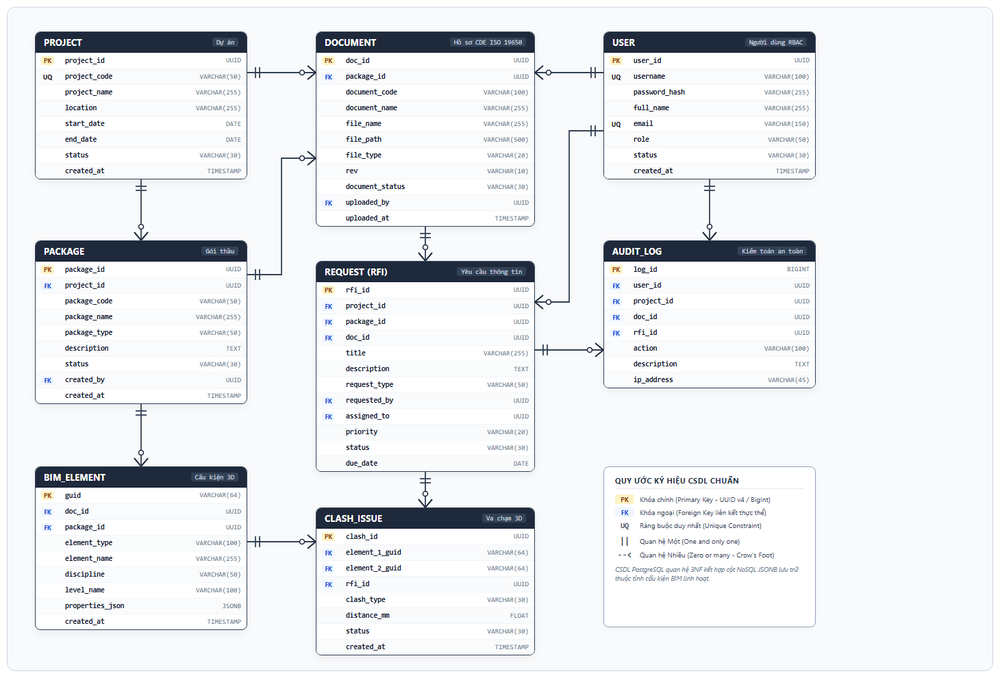 PROJECT Dự án
PK project_id UUID
UQ project_code VARCHAR(50)
project_name VARCHAR(255)
location VARCHAR(255)
start_date DATE
end_date DATE
status VARCHAR(30)
created_at TIMESTAMP
DOCUMENT Hồ sơ CDE ISO 19650
PK doc_id UUID
FK package_id UUID
document_code VARCHAR(100)
document_name VARCHAR(255)
file_name VARCHAR(255)
file_path VARCHAR(500)
file_type VARCHAR(20)
rev VARCHAR(10)
document_status VARCHAR(30)
FK uploaded_by UUID
uploaded_at TIMESTAMP
USER Người dùng RBAC
PK user_id UUID
UQ username VARCHAR(100)
password_hash VARCHAR(255)
full_name VARCHAR(255)
UQ email VARCHAR(150)
role VARCHAR(50)
status VARCHAR(30)
created_at TIMESTAMP
PACKAGE Gói thầu
PK package_id UUID
FK project_id UUID
package_code VARCHAR(50)
package_name VARCHAR(255)
package_type VARCHAR(50)
description TEXT
status VARCHAR(30)
FK created_by UUID
created_at TIMESTAMP
REQUEST (RFI) Yêu cầu thông tin
PK rfi_id UUID
FK project_id UUID
FK package_id UUID
FK doc_id UUID
title VARCHAR(255)
description TEXT
request_type VARCHAR(50)
FK requested_by UUID
FK assigned_to UUID
priority VARCHAR(20)
status VARCHAR(30)
due_date DATE
AUDIT_LOG Kiểm toán an toàn
PK log_id BIGINT
FK user_id UUID
FK project_id UUID
FK doc_id UUID
FK rfi_id UUID
action VARCHAR(100)
description TEXT
ip_address VARCHAR(45)
BIM_ELEMENT Cấu kiện 3D
PK guid VARCHAR(64)
FK doc_id UUID
FK package_id UUID
element_type VARCHAR(100)
element_name VARCHAR(255)
discipline VARCHAR(50)
level_name VARCHAR(100)
properties_json JSONB
created_at TIMESTAMP
CLASH_ISSUE Va chạm 3D
PK clash_id UUID
FK element_1_guid VARCHAR(64)
FK element_2_guid VARCHAR(64)
FK rfi_id UUID
clash_type VARCHAR(30)
distance_mm FLOAT
status VARCHAR(30)
created_at TIMESTAMP
QUY ƯỚC KÝ HIỆU CSDL CHUẨN
PK Khóa chính (Primary Key - UUID v4 / BigInt)
FK Khóa ngoại (Foreign Key liên kết thực thể)
UQ Ràng buộc duy nhất (Unique Constraint)
|| Quan hệ Một (One and only one)
--< Quan hệ Nhiều (Zero or many - Crow's Foot)
CSDL PostgreSQL quan hệ 3NF kết hợp cột NoSQL JSONB lưu trữ
thuộc tính cấu kiện BIM linh hoạt.